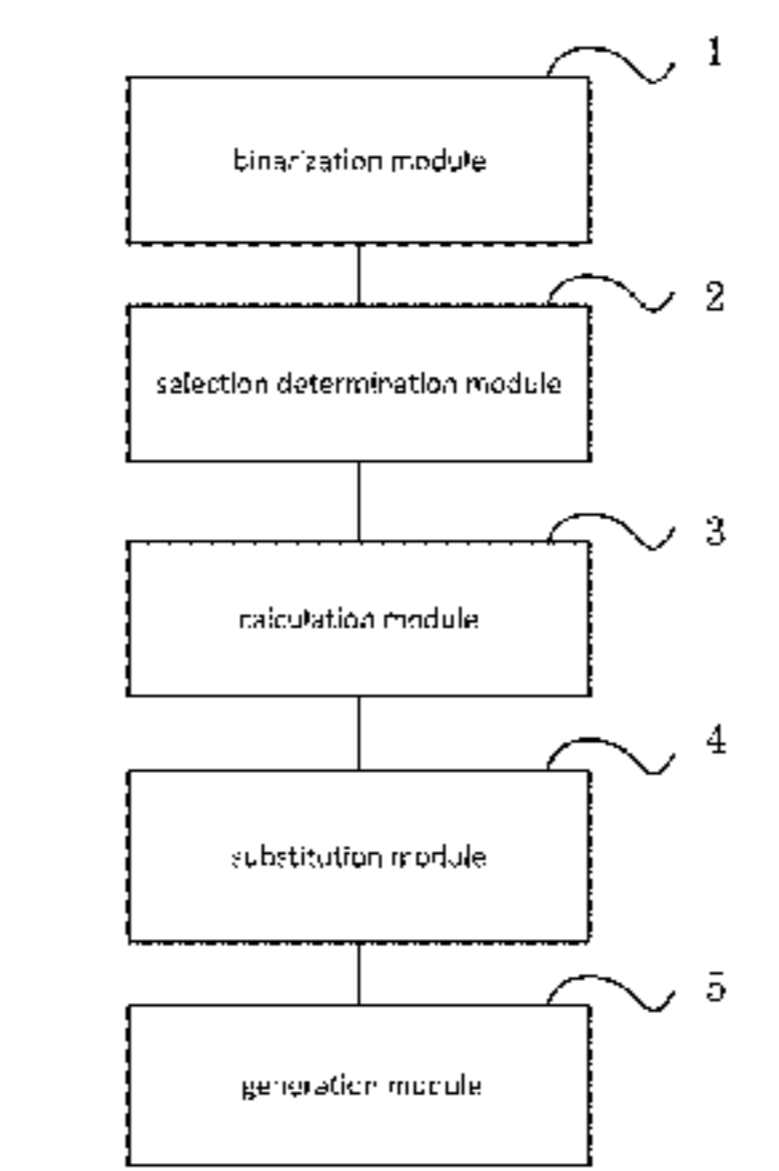 1
binarization module
2
selection determination module
3
calculation module
4
substitution module
5
generation module